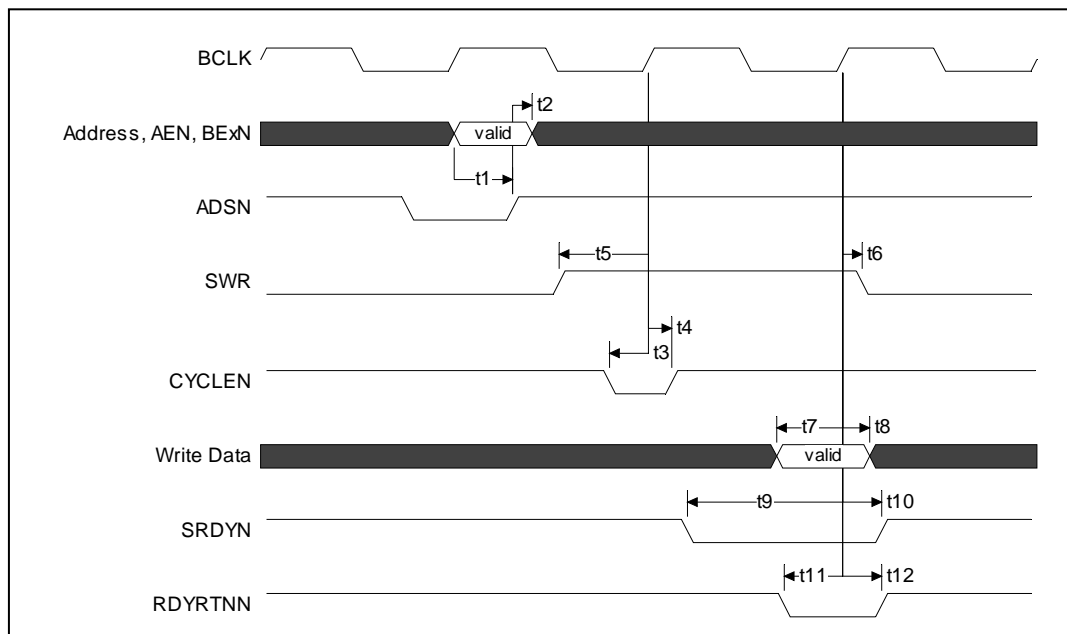 BCLK
t2
Address, AEN, BExN
valid
t1
ADSN
t5
t6
SWR
t4
t3
CYCLEN
t7
t8
Write Data
valid
t9
t10
SRDYN
t11
t12
RDYRTNN